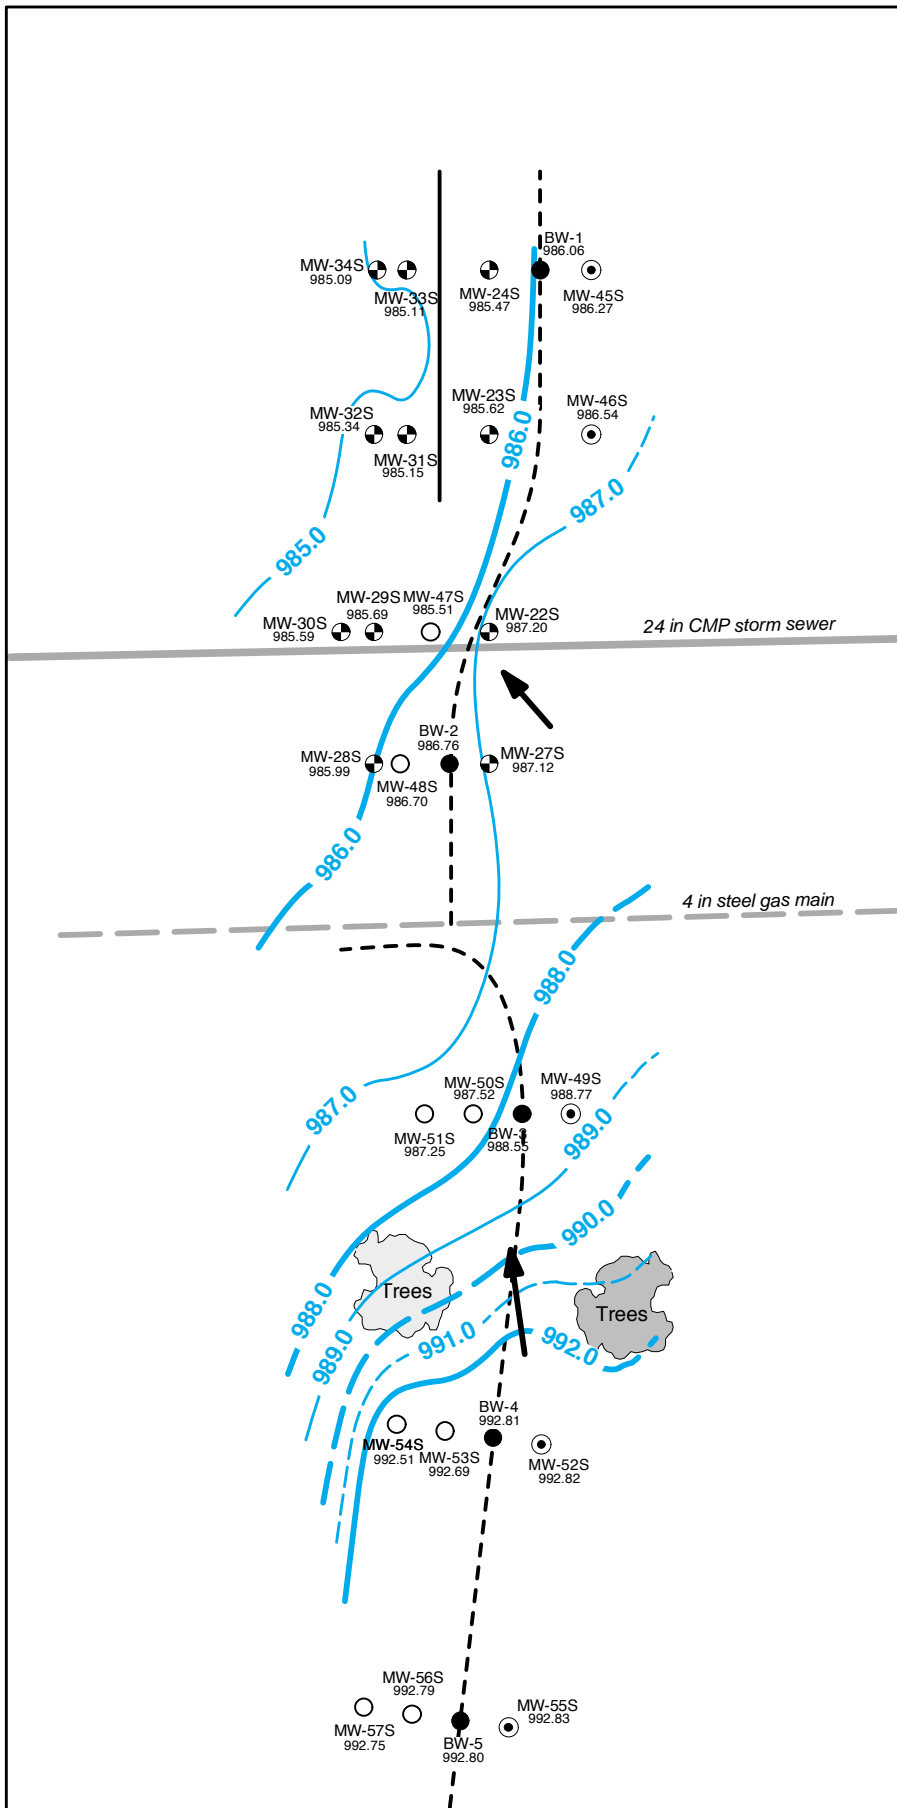 BW-1
986.06
MW-34S
985.09
MW-33S
985.11
MW-24S
985.47
MW-45S
986.27
MW-23S
985.62
MW-46S
986.54
MW-32S
985.34
MW-31S
985.15
986.0
987.0
985.0
MW-29S
985.69
MW-47S
985.51
MW-30S
985.59
MW-22S
987.20
24 in CMP storm sewer
BW-2
986.76
MW-28S
985.99
MW-48S
986.70
MW-27S
987.12
986.0
4 in steel gas main
988.0
MW-50S
987.52
MW-49S
988.77
987.0
MW-51S
987.25
BW-3
988.55
989.0
990.0
Trees
Trees
988.0
989.0
991.0
992.0
BW-4
992.81
MW-54S
992.51
MW-53S
992.69
MW-52S
992.82
MW-56S
992.79
MW-55S
992.83
MW-57S
992.75
BW-5
992.80